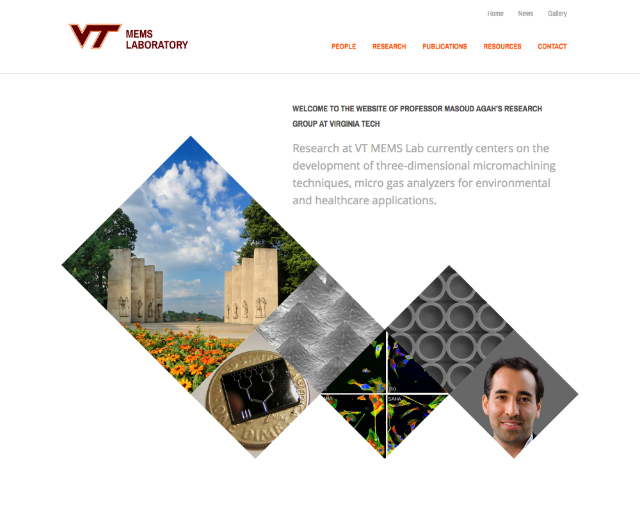 Home News Gallery
VT MEMS
LABORATORY
PEOPLE RESEARCH PUBLICATIONS RESOURCES CONTACT
WELCOME TO THE WEBSITE OF PROFESSOR MASOUD AGAH'S RESEARCH
GROUP AT VIRGINIA TECH
Research at VT MEMS Lab currently centers on the
development of three-dimensional micromachining
techniques, micro gas analyzers for environmental
and healthcare applications.
SAHA